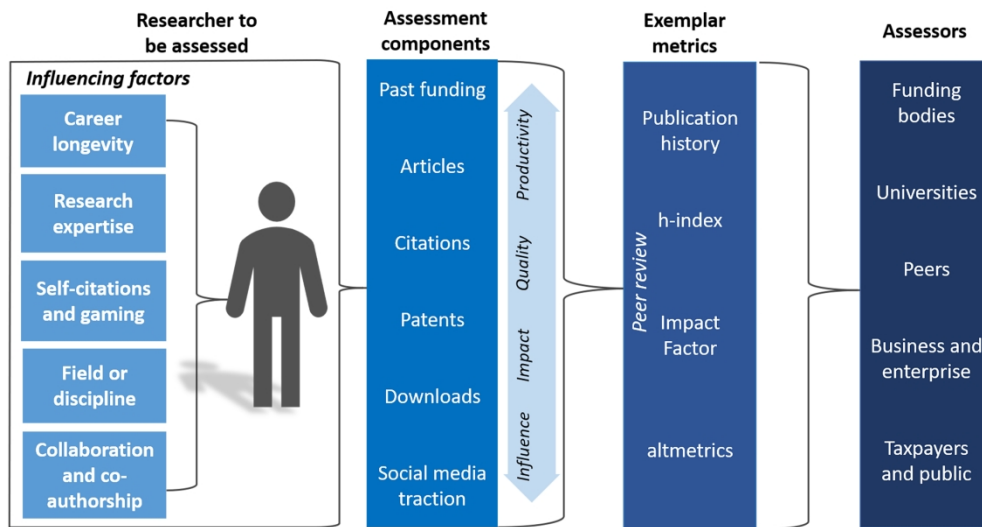 Researcher to
be assessed
Influencing factors
Career
longevity
Research
expertise
Self-citations
and gaming
Field or
discipline
Collaboration
and co-
authorship
Assessment
components
Past funding
Articles
Citations
Patents
Downloads
Social media
traction
Productivity
Quality
Impact
Influence
Exemplar
metrics
Peer review
Publication
history
h-index
Impact
Factor
altmetrics
Assessors
Funding
bodies
Universities
Peers
Business and
enterprise
Taxpayers
and public